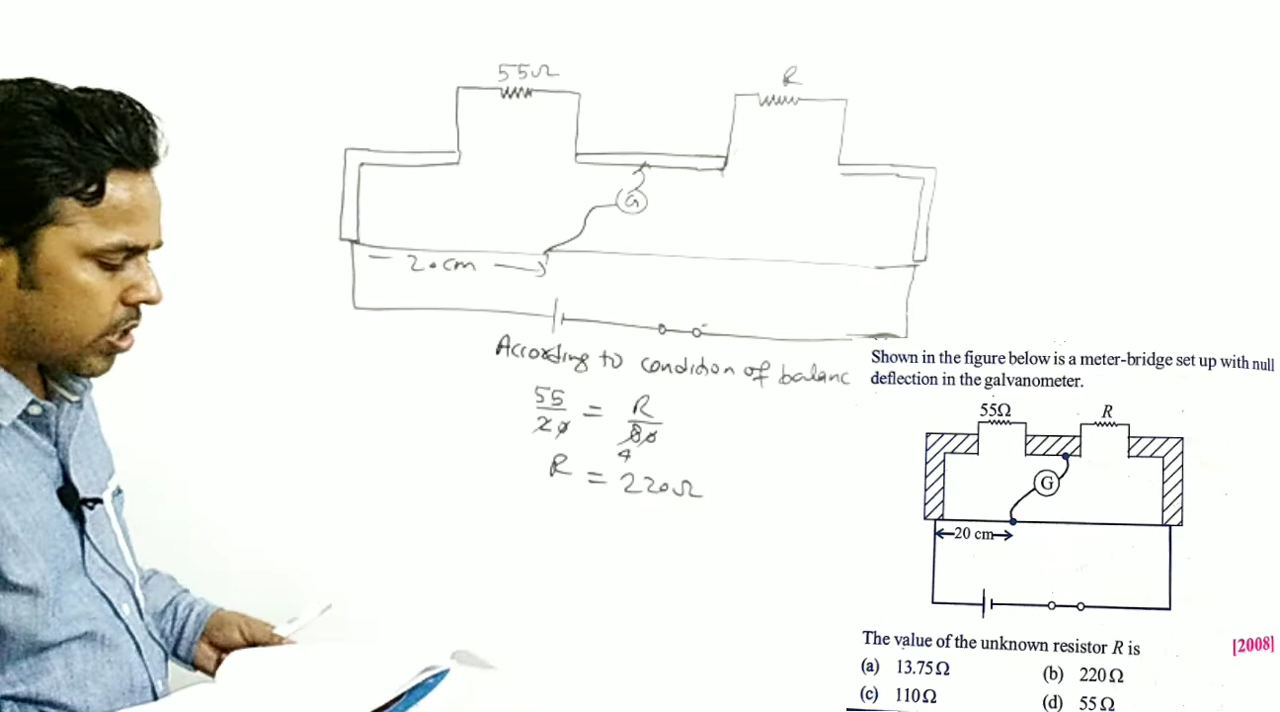 55Ω
R
G
20cm
According to condition of balanc
55/20 = R/80
4
R = 220Ω
Shown in the figure below is a meter-bridge set up with null
deflection in the galvanometer.
55Ω
R
G
20 cm
The value of the unknown resistor R is [2008]
(a) 13.75Ω (b) 220Ω
(c) 110Ω (d) 55Ω